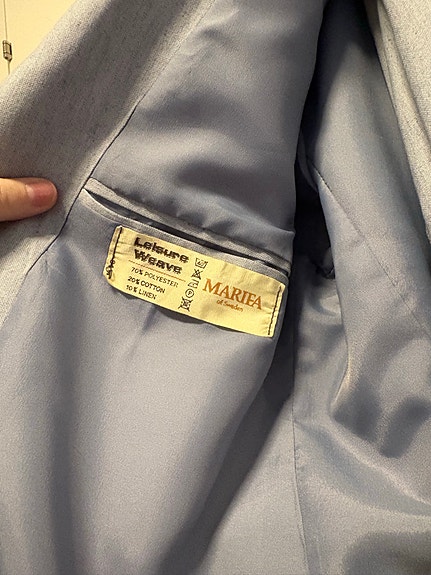 Leisure
Weave
70% POLYESTER
20% COTTON
10% LINEN
MARIFA
of Sweden